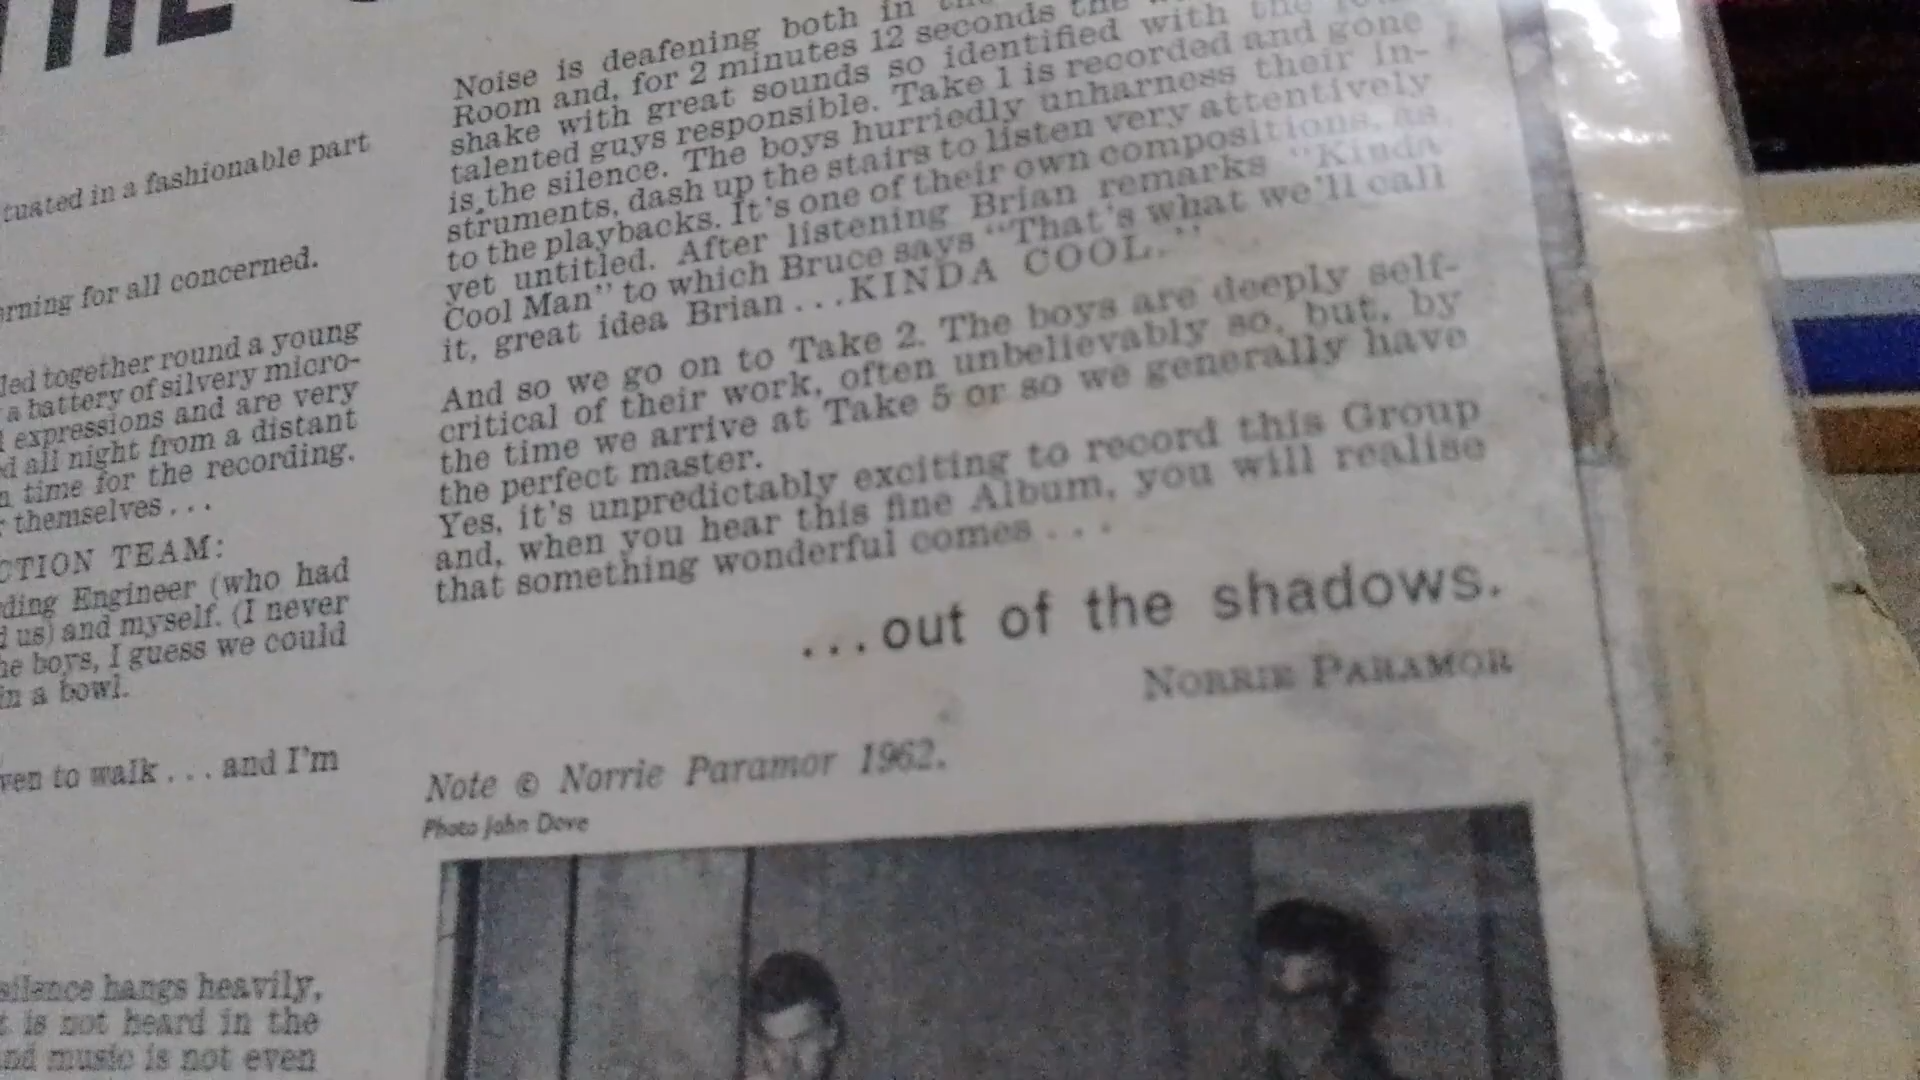 THE
tuated in a fashionable part
rning for all concerned.
led together round a young
a battery of silvery micro-
expressions and are very
d all night from a distant
n time for the recording.
themselves...
CTION TEAM:
ding Engineer (who had
d us) and myself. (I never
he boys, I guess we could
in a bowl.
ven to walk... and I'm
silence hangs heavily,
t is not heard in the
nd music is not even
Noise is deafening both in
Room and, for 2 minutes 12 seconds the
shake with great sounds so identified with the
talented guys responsible. Take 1 is recorded and gone
is the silence. The boys hurriedly unharness their in-
struments, dash up the stairs to listen very attentively
to the playbacks. It's one of their own compositions, as
yet untitled. After listening Brian remarks "Kinda
Cool Man" to which Bruce says "That's what we'll call
it, great idea Brian...KINDA COOL."
And so we go on to Take 2. The boys are deeply self-
critical of their work, often unbelievably so, but, by
the time we arrive at Take 5 or so we generally have
the perfect master.
Yes, it's unpredictably exciting to record this Group
and, when you hear this fine Album, you will realise
that something wonderful comes...
...out of the shadows.
NORRIE PARAMOR
Note © Norrie Paramor 1962.
Photo John Dove